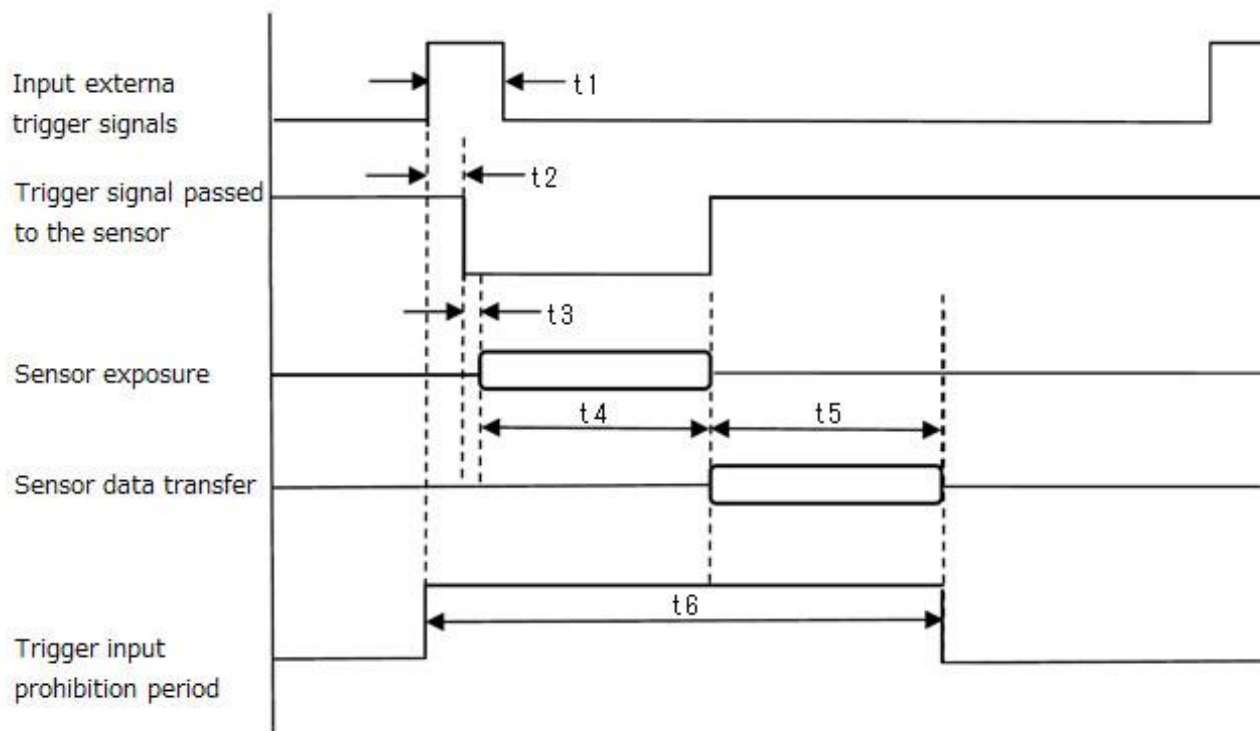 Input externa
trigger signals
t1
Trigger signal passed
to the sensor
t2
t3
Sensor exposure
t4
t5
Sensor data transfer
t6
Trigger input
prohibition period